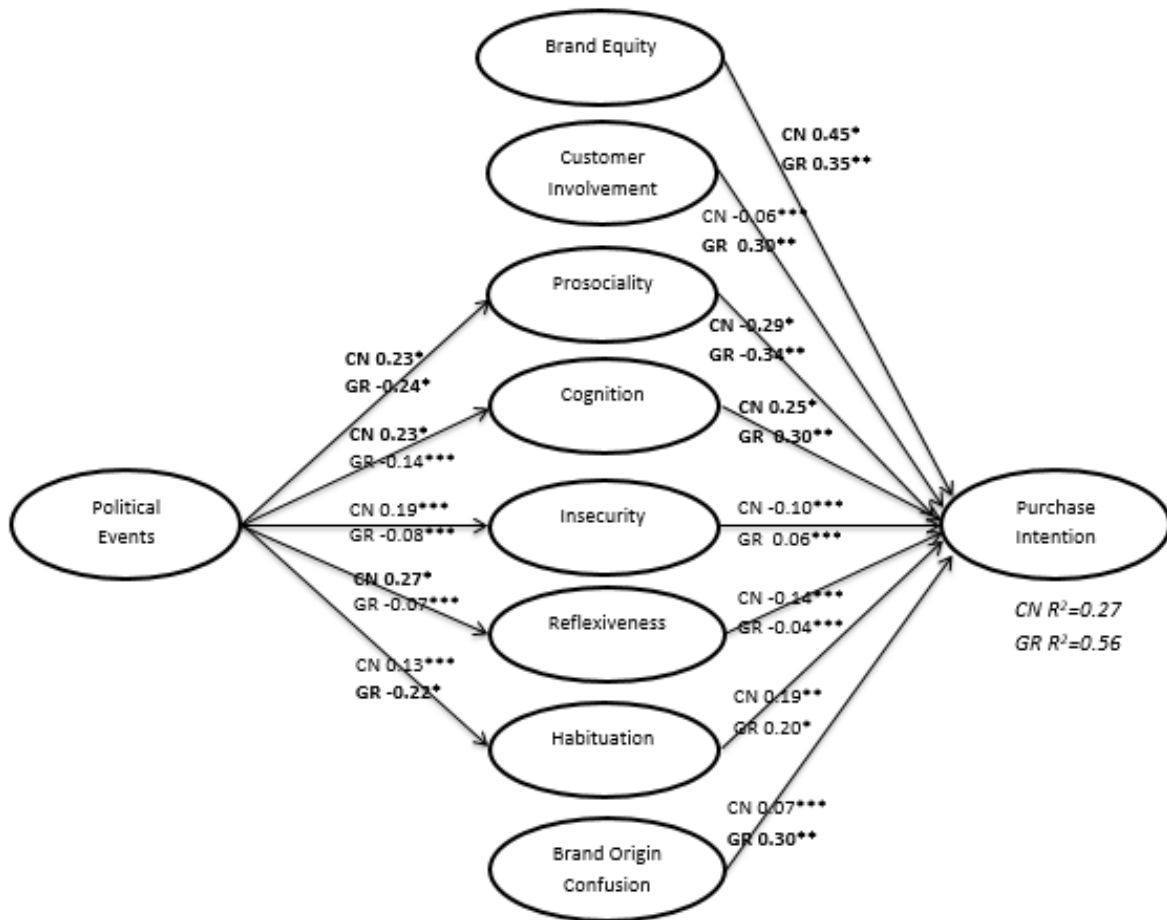 Brand Equity
CN 0.45*
GR 0.35**
Customer
Involvement
CN -0.06***
GR 0.30**
Prosociality
CN -0.29*
GR -0.34**
CN 0.23*
GR -0.24*
Cognition
CN 0.25*
GR 0.30**
CN 0.23*
GR -0.14***
Political
Events
CN 0.19***
GR -0.08***
Insecurity
CN -0.10***
GR 0.06***
Purchase
Intention
CN R²=0.27
GR R²=0.56
CN 0.27*
GR -0.07***
Reflexiveness
CN -0.14***
GR -0.04***
CN 0.13***
GR -0.22*
Habituation
CN 0.19**
GR 0.20*
CN 0.07***
GR 0.30**
Brand Origin
Confusion